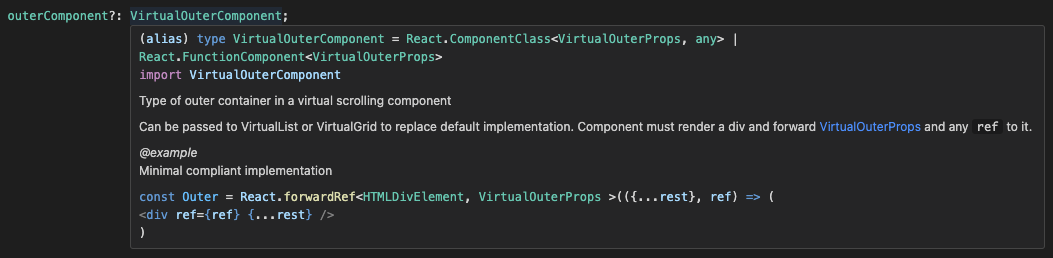 outerComponent?: VirtualOuterComponent;
(alias) type VirtualOuterComponent = React.ComponentClass<VirtualOuterProps, any> |
React.FunctionComponent<VirtualOuterProps>
import VirtualOuterComponent
Type of outer container in a virtual scrolling component
Can be passed to VirtualList or VirtualGrid to replace default implementation. Component must render a div and forward VirtualOuterProps and any ref to it.
@example
Minimal compliant implementation
const Outer = React.forwardRef<HTMLDivElement, VirtualOuterProps >(({...rest}, ref) => (
<div ref={ref} {...rest} />
)